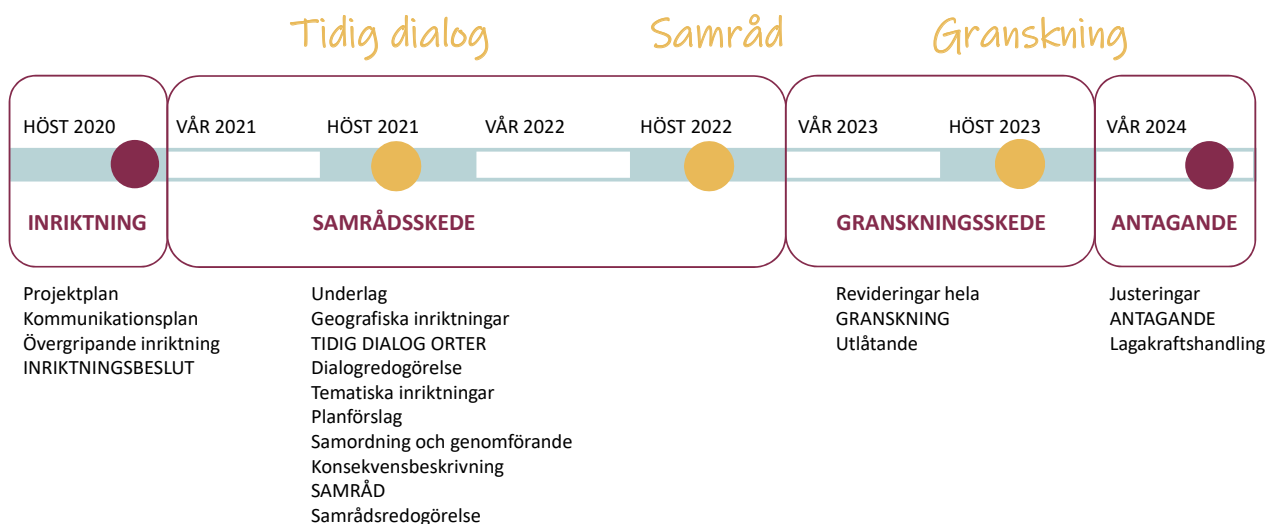 Tidig dialog Samråd Granskning
HÖST 2020 VÅR 2021 HÖST 2021 VÅR 2022 HÖST 2022 VÅR 2023 HÖST 2023 VÅR 2024
INRIKTNING SAMRÅDSSKEDE GRANSKNINGSSKEDE ANTAGANDE
Projektplan
Kommunikationsplan
Övergripande inriktning
INRIKTNINGSBESLUT
Underlag
Geografiska inriktningar
TIDIG DIALOG ORTER
Dialogredogörelse
Tematiska inriktningar
Planförslag
Samordning och genomförande
Konsekvensbeskrivning
SAMRÅD
Samrådsredogörelse
Revideringar hela
GRANSKNING
Utlåtande
Justeringar
ANTAGANDE
Lagakraftshandling